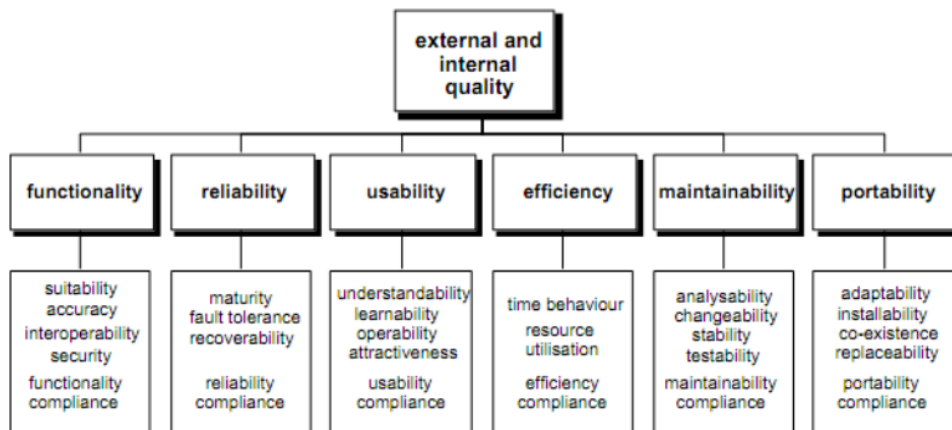 external and
internal
quality
functionality
reliability
usability
efficiency
maintainability
portability
suitability
accuracy
interoperability
security
functionality
compliance
maturity
fault tolerance
recoverability
reliability
compliance
understandability
learnability
operability
attractiveness
usability
compliance
time behaviour
resource
utilisation
efficiency
compliance
analysability
changeability
stability
testability
maintainability
compliance
adaptability
installability
co-existence
replaceability
portability
compliance